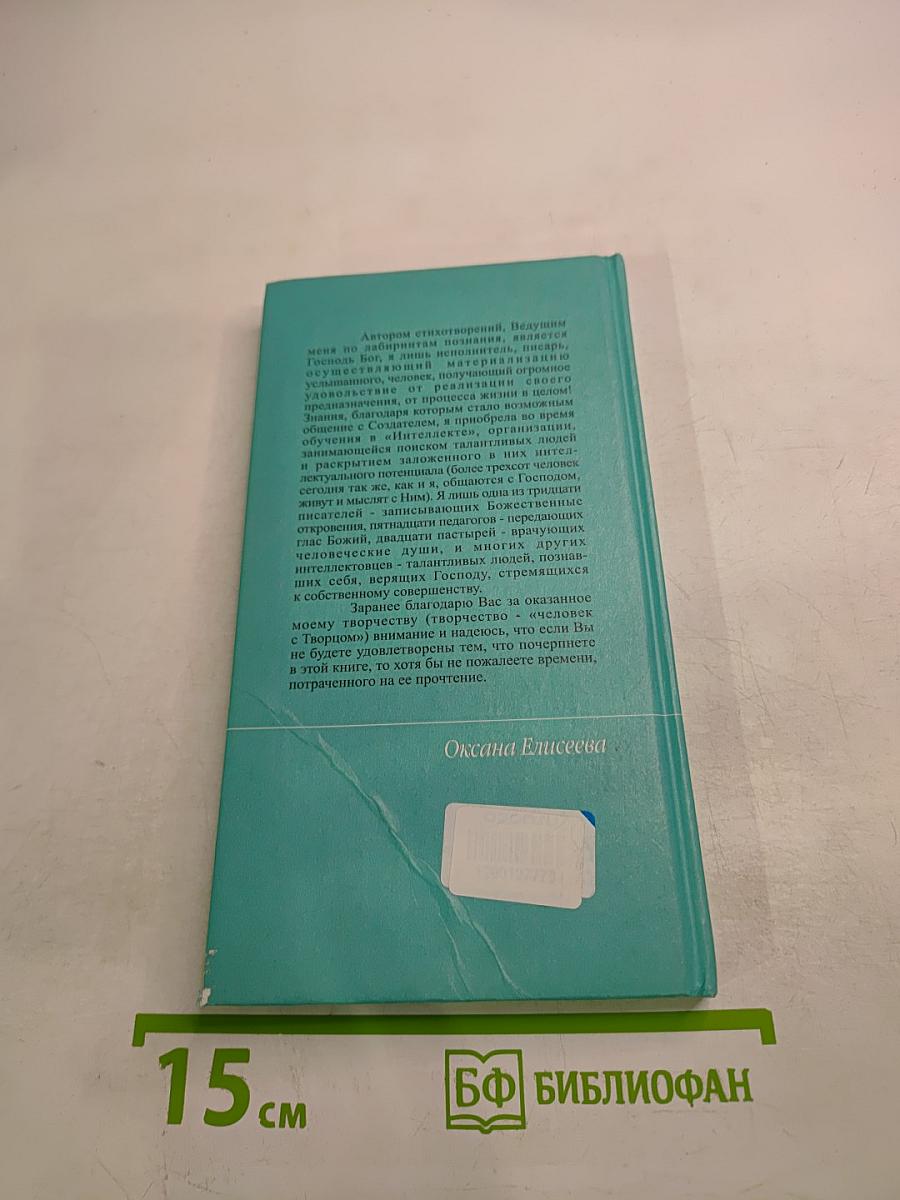 Автором стихотворений, Ведущим
меня по лабиринтам познания, является
Господь Бог, я лишь исполнитель, писарь,
осуществляющий материализацию
услышанного, человек, получающий огромное
удовольствие от реализации своего
предназначения, от процесса жизни в целом!
Знания, благодаря которым стало возможным
общение с Создателем, я приобрела во время
обучения в «Интеллекте», организации,
занимающейся поиском талантливых людей
и раскрытием заложенного в них интел-
лектуального потенциала (более трехсот человек
сегодня так же, как и я, общаются с Господом,
живут и мыслят с Ним). Я лишь одна из тридцати
писателей - записывающих Божественные
откровения, пятнадцати педагогов - передающих
глас Божий, двадцати пастырей - врачующих
человеческие души, и многих других
интеллектовцев - талантливых людей, познав-
ших себя, верящих Господу, стремящихся
к собственному совершенству.
Заранее благодарю Вас за оказанное
моему творчеству (творчество - «человек
с Творцом») внимание и надеюсь, что если Вы
не будете удовлетворены тем, что почерпнете
в этой книге, то хотя бы не пожалеете времени,
потраченного на ее прочтение.
Оксана Елисеева
15 см
БФ БИБЛИОФАН